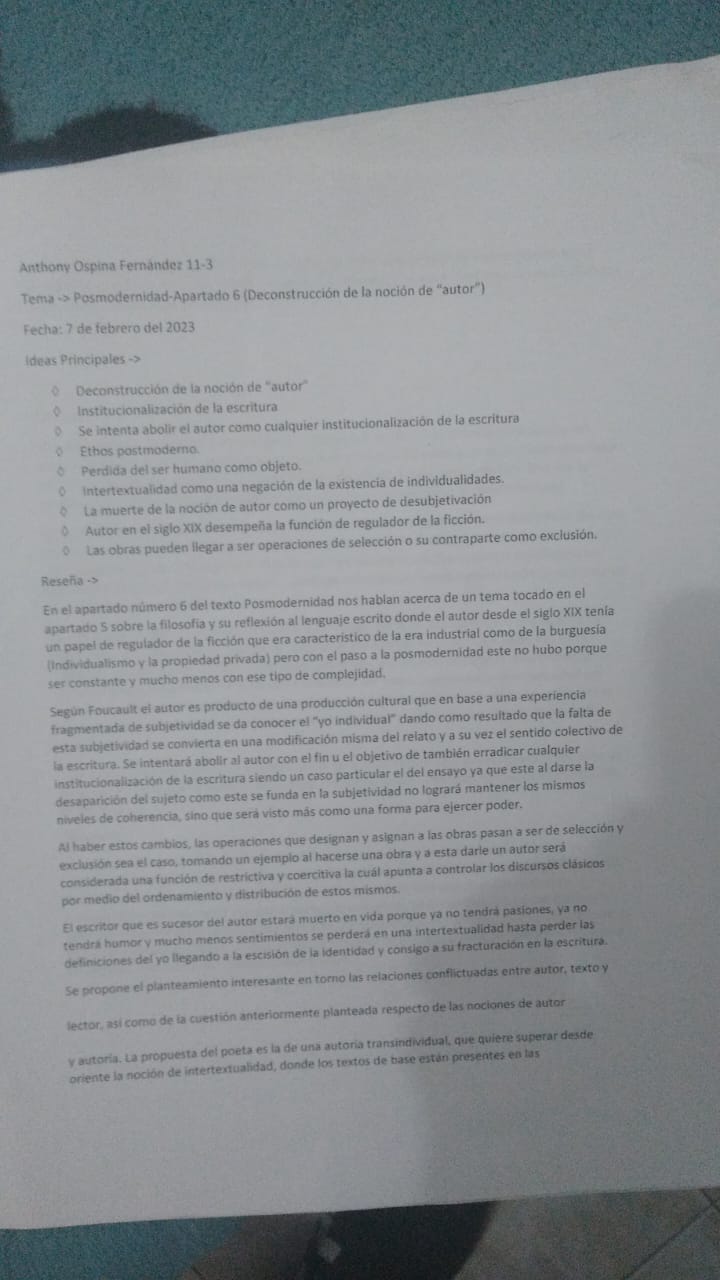 Anthony Ospina Fernández 11-3
Tema -> Posmodernidad-Apartado 6 (Deconstrucción de la noción de “autor”)
Fecha: 7 de febrero del 2023
Ideas Principales ->
◊ Deconstrucción de la noción de “autor”
◊ Institucionalización de la escritura
◊ Se intenta abolir el autor como cualquier institucionalización de la escritura
◊ Ethos postmoderno.
◊ Perdida del ser humano como objeto.
◊ Intertextualidad como una negación de la existencia de individualidades.
◊ La muerte de la noción de autor como un proyecto de desubjetivación
◊ Autor en el siglo XIX desempeña la función de regulador de la ficción.
◊ Las obras pueden llegar a ser operaciones de selección o su contraparte como exclusión.
Reseña ->
En el apartado número 6 del texto Posmodernidad nos hablan acerca de un tema tocado en el
apartado 5 sobre la filosofía y su reflexión al lenguaje escrito donde el autor desde el siglo XIX tenía
un papel de regulador de la ficción que era característico de la era industrial como de la burguesía
(Individualismo y la propiedad privada) pero con el paso a la posmodernidad este no hubo porque
ser constante y mucho menos con ese tipo de complejidad.
Según Foucault el autor es producto de una producción cultural que en base a una experiencia
fragmentada de subjetividad se da conocer el “yo individual” dando como resultado que la falta de
esta subjetividad se convierta en una modificación misma del relato y a su vez el sentido colectivo de
la escritura. Se intentará abolir al autor con el fin u el objetivo de también erradicar cualquier
institucionalización de la escritura siendo un caso particular el del ensayo ya que este al darse la
desaparición del sujeto como este se funda en la subjetividad no logrará mantener los mismos
niveles de coherencia, sino que será visto más como una forma para ejercer poder.
Al haber estos cambios, las operaciones que designan y asignan a las obras pasan a ser de selección y
exclusión sea el caso, tomando un ejemplo al hacerse una obra y a esta darle un autor será
considerada una función de restrictiva y coercitiva la cuál apunta a controlar los discursos clásicos
por medio del ordenamiento y distribución de estos mismos.
El escritor que es sucesor del autor estará muerto en vida porque ya no tendrá pasiones, ya no
tendrá humor y mucho menos sentimientos se perderá en una intertextualidad hasta perder las
definiciones del yo llegando a la escisión de la identidad y consigo a su fracturación en la escritura.
Se propone el planteamiento interesante en torno las relaciones conflictuadas entre autor, texto y
lector, así como de la cuestión anteriormente planteada respecto de las nociones de autor
y autoría. La propuesta del poeta es la de una autoría transindividual, que quiere superar desde
oriente la noción de intertextualidad, donde los textos de base están presentes en las